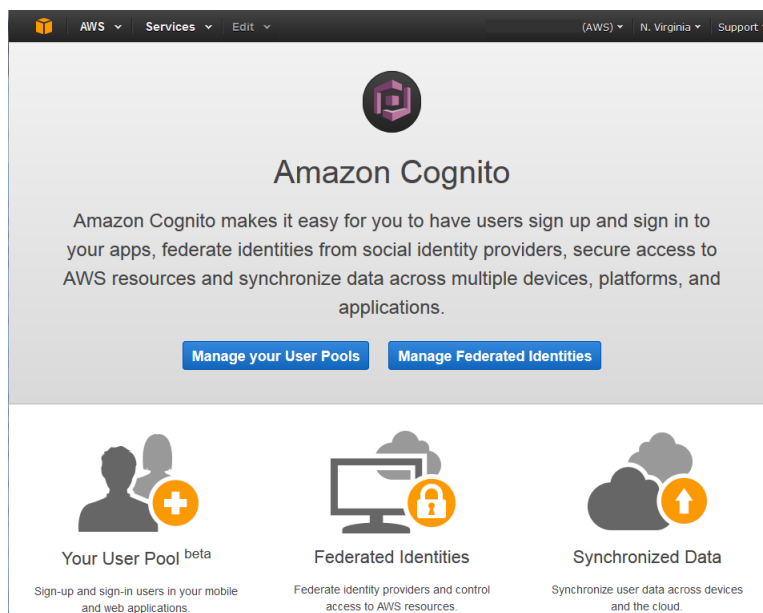 AWS Services Edit (AWS) N. Virginia Support
Amazon Cognito
Amazon Cognito makes it easy for you to have users sign up and sign in to
your apps, federate identities from social identity providers, secure access to
AWS resources and synchronize data across multiple devices, platforms, and
applications.
Manage your User Pools Manage Federated Identities
Your User Pool beta
Sign-up and sign-in users in your mobile
and web applications.
Federated Identities
Federate identity providers and control
access to AWS resources.
Synchronized Data
Synchronize user data across devices
and the cloud.